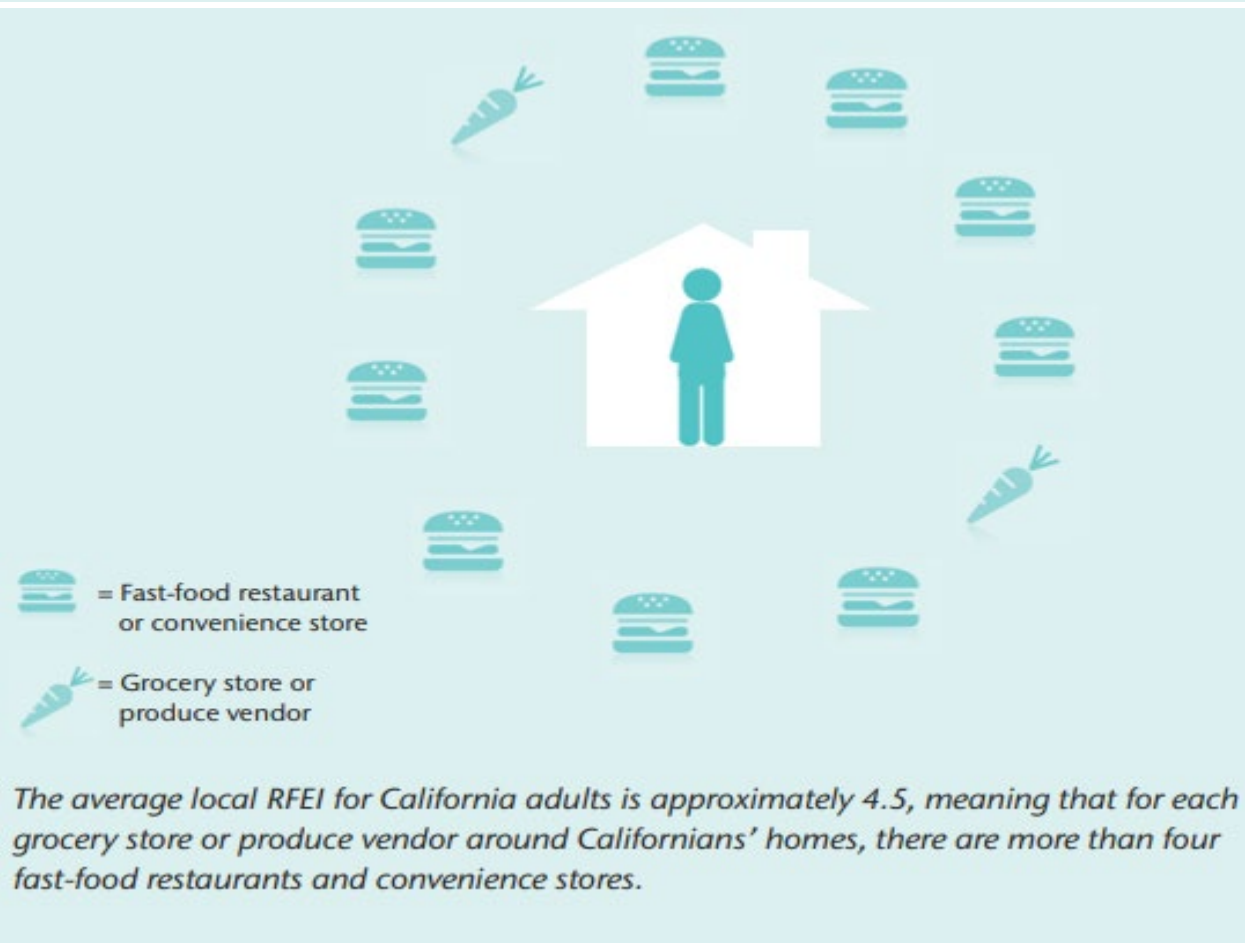 = Fast-food restaurant
or convenience store
= Grocery store or
produce vendor
The average local RFEI for California adults is approximately 4.5, meaning that for each
grocery store or produce vendor around Californians’ homes, there are more than four
fast-food restaurants and convenience stores.